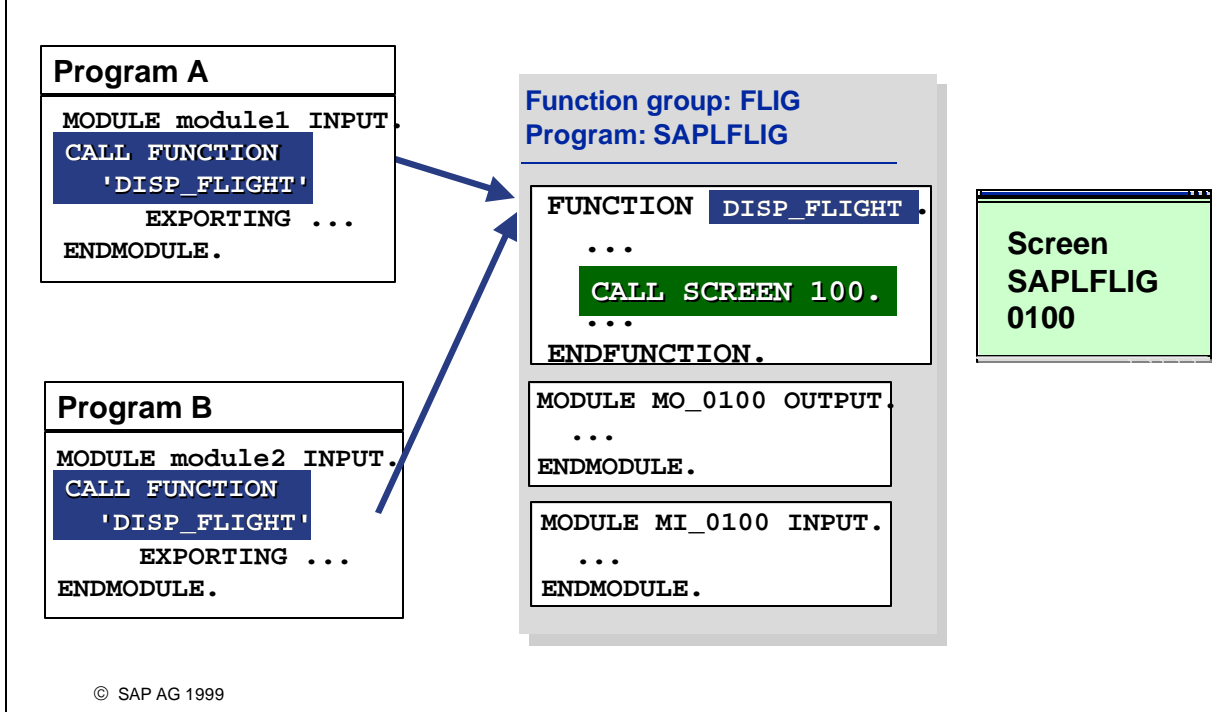 Program A
MODULE module1 INPUT.
CALL FUNCTION
'DISP_FLIGHT'
EXPORTING ...
ENDMODULE.
Program B
MODULE module2 INPUT.
CALL FUNCTION
'DISP_FLIGHT'
EXPORTING ...
ENDMODULE.
Function group: FLIG
Program: SAPLFLIG
FUNCTION DISP_FLIGHT .
...
CALL SCREEN 100.
...
ENDFUNCTION.
MODULE MO_0100 OUTPUT.
...
ENDMODULE.
MODULE MI_0100 INPUT.
...
ENDMODULE.
Screen
SAPLFLIG
0100
© SAP AG 1999